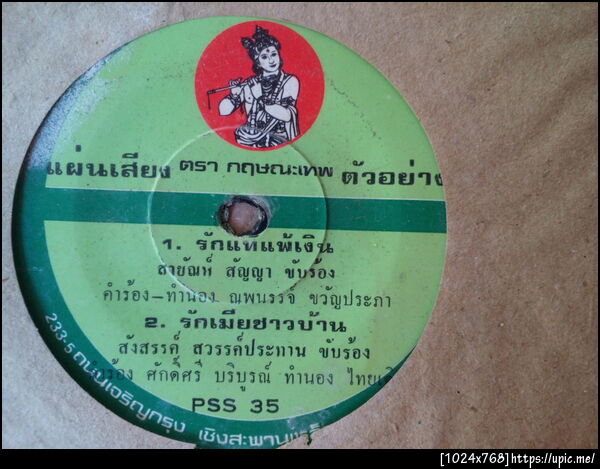 แผ่นเสียง ตรา กฤษณะเทพ ตัวอย่าง
1. รักแท้แพ้เงิน
สายัณห์ สัญญา ขับร้อง
คำร้อง-ทำนอง ณพนรรจ์ ขวัญประภา
2. รักเมียชาวบ้าน
สังสรรค์ สวรรค์ประทาน ขับร้อง
ศักดิ์ศรี บริบูรณ์ ทำนอง
PSS 35
233-5 ถนนเจริญกรุง เชิงสะพาน
[1024x768]https://upic.me/